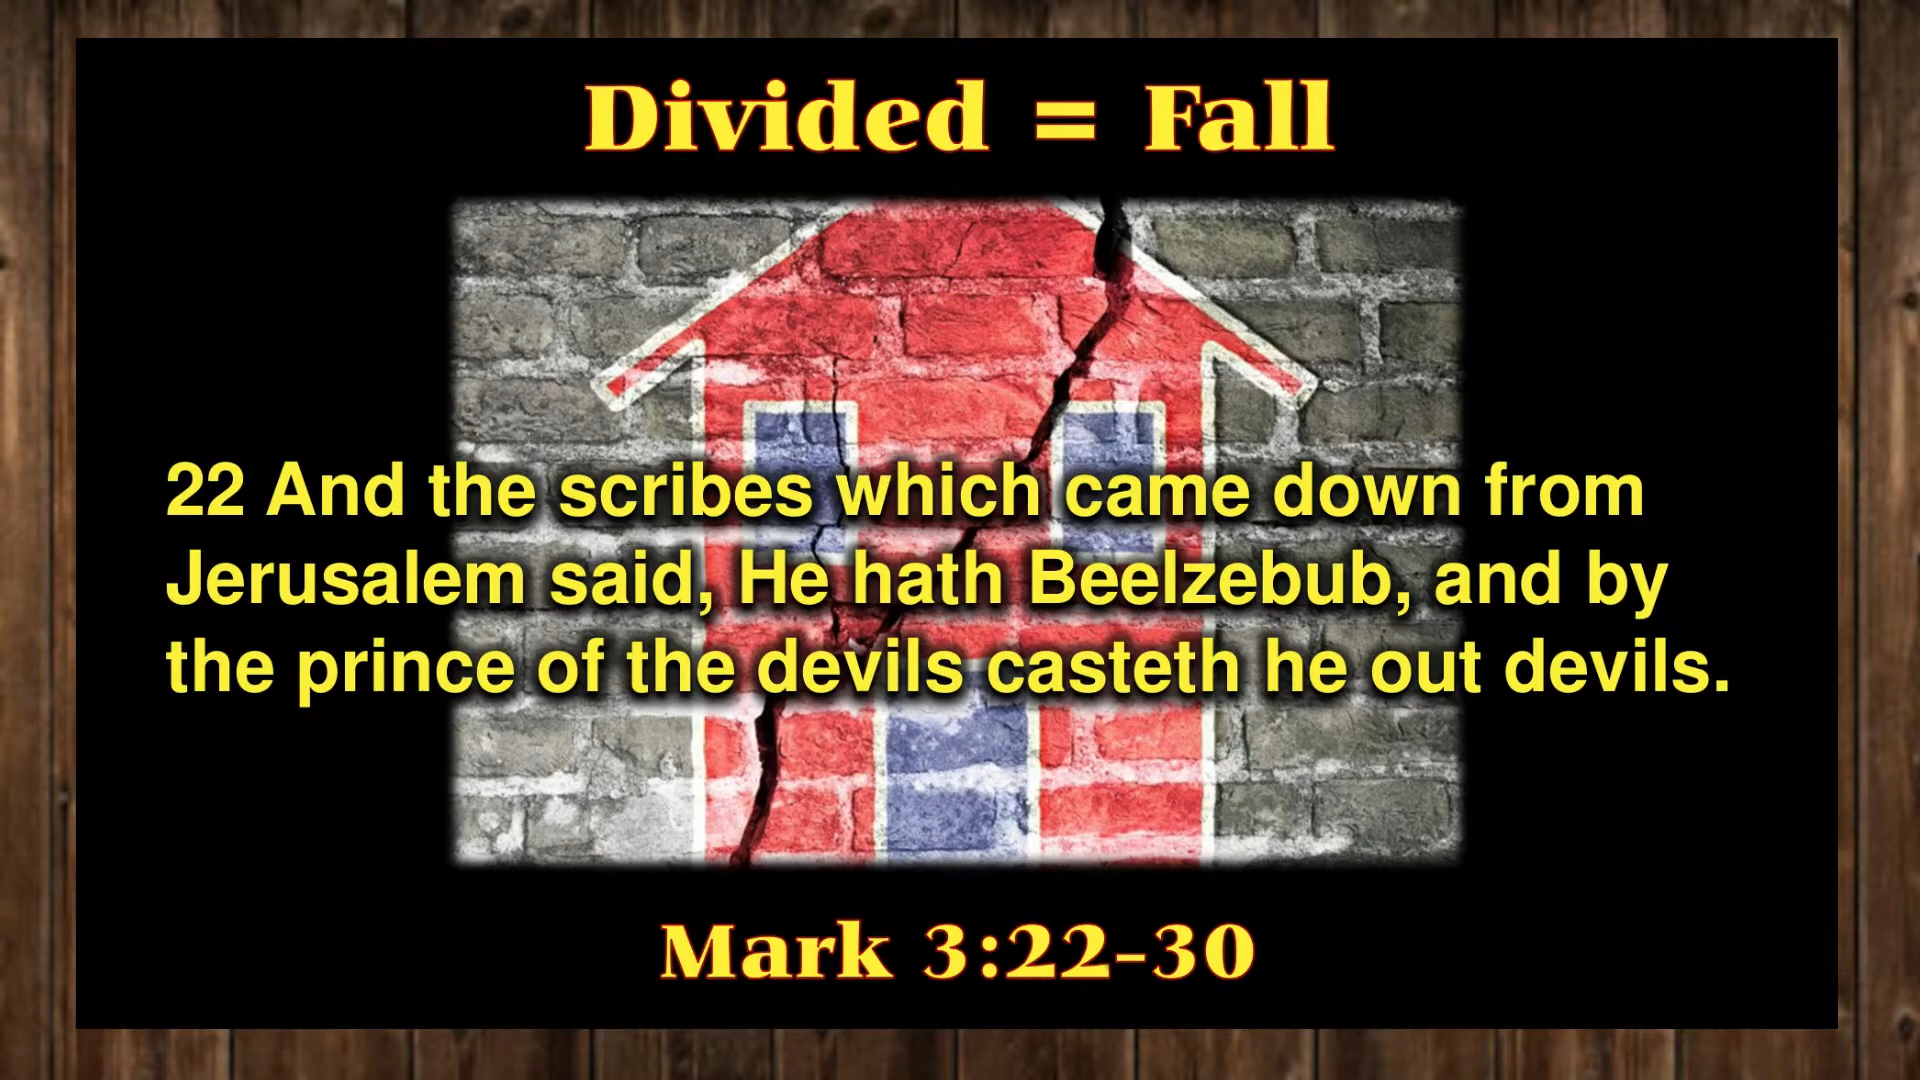 Divided = Fall
22 And the scribes which came down from
Jerusalem said, He hath Beelzebub, and by
the prince of the devils casteth he out devils.
Mark 3:22-30